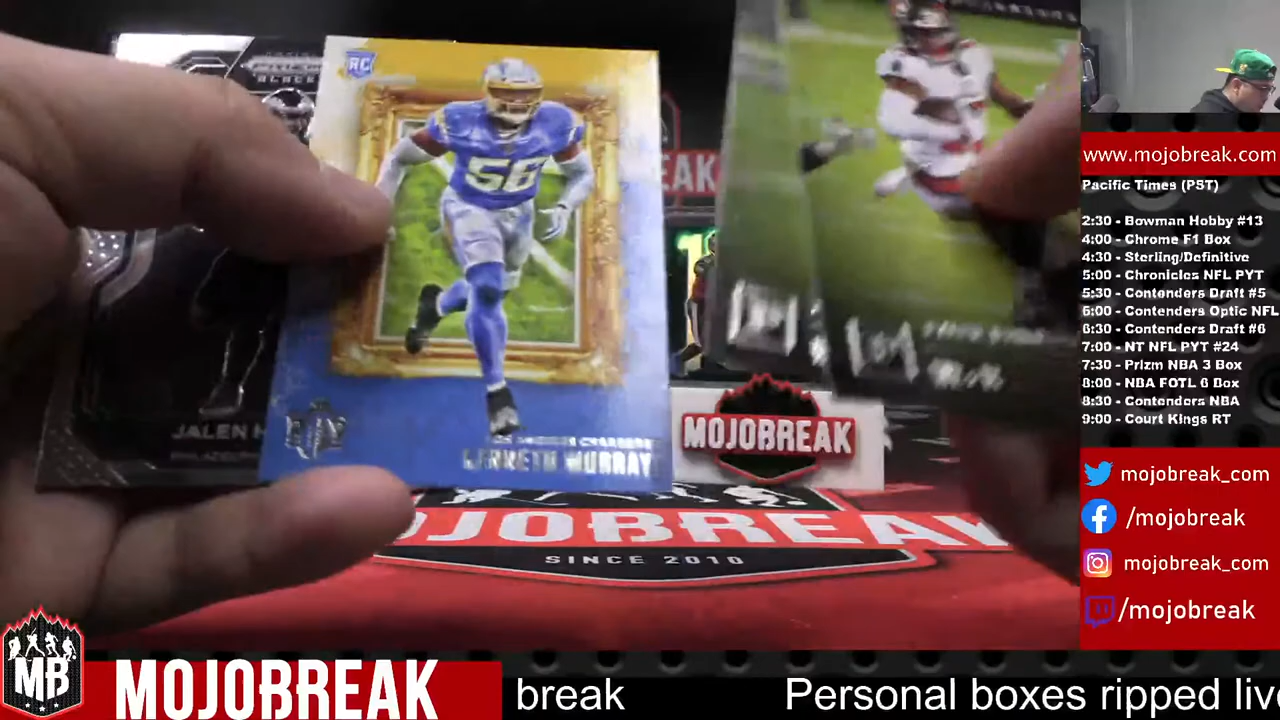 RC
56
BLACK
JALEN H
PHILADELPH
KENNETH MURRAY
EAK
MOJOBREAK
MOJOBREAK
SINCE 2010
www.mojobreak.com
Pacific Times (PST)
2:30 - Bowman Hobby #13
4:00 - Chrome F1 Box
4:30 - Sterling/Definitive
5:00 - Chronicles NFL PYT
5:30 - Contenders Draft #5
6:00 - Contenders Optic NFL
6:30 - Contenders Draft #6
7:00 - NT NFL PYT #24
7:30 - Prizm NBA 3 Box
8:00 - NBA FOTL 6 Box
8:30 - Contenders NBA
9:00 - Court Kings RT
mojobreak_com
/mojobreak
mojobreak_com
/mojobreak
MB
MOJOBREAK
break
Personal boxes ripped live